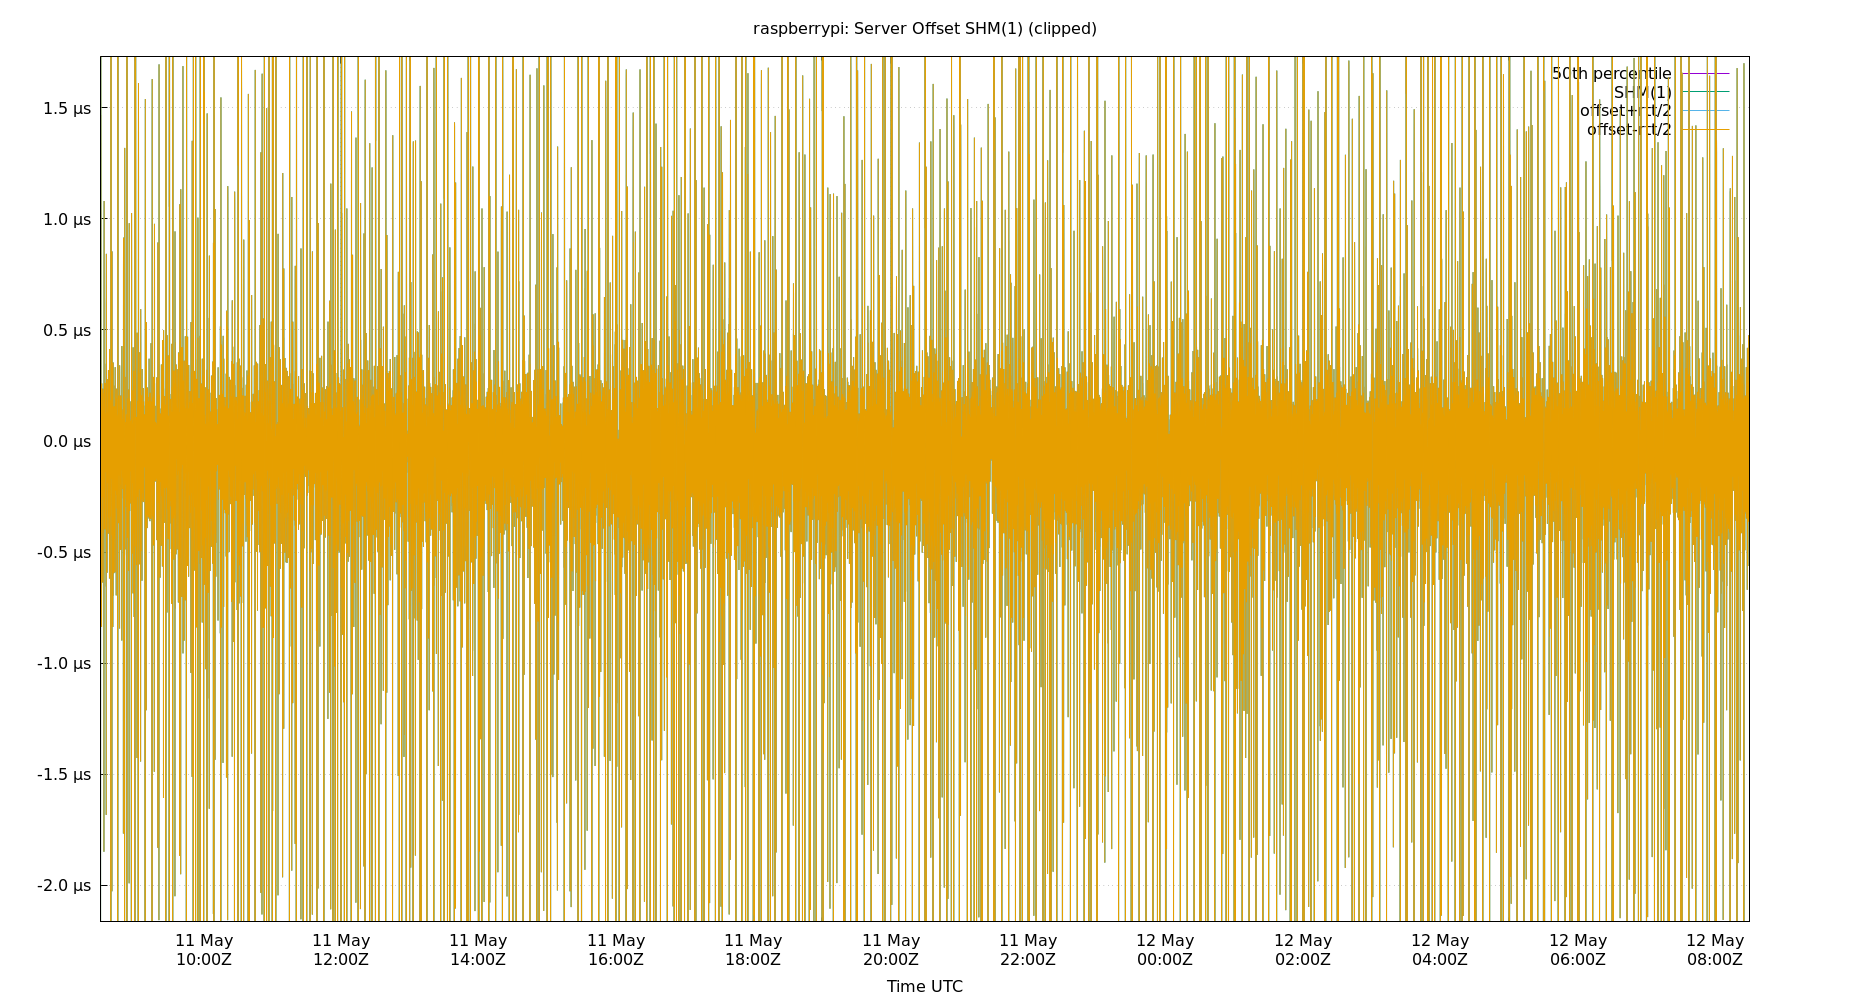 raspberrypi: Server Offset SHM(1) (clipped)
50th percentile
SHM(1)
offset+rtt/2
offset-rtt/2
1.5 µs
1.0 µs
0.5 µs
0.0 µs
-0.5 µs
-1.0 µs
-1.5 µs
-2.0 µs
11 May 11 May 11 May 11 May 11 May 11 May 11 May 12 May 12 May 12 May 12 May 12 May
10:00Z 12:00Z 14:00Z 16:00Z 18:00Z 20:00Z 22:00Z 00:00Z 02:00Z 04:00Z 06:00Z 08:00Z
Time UTC